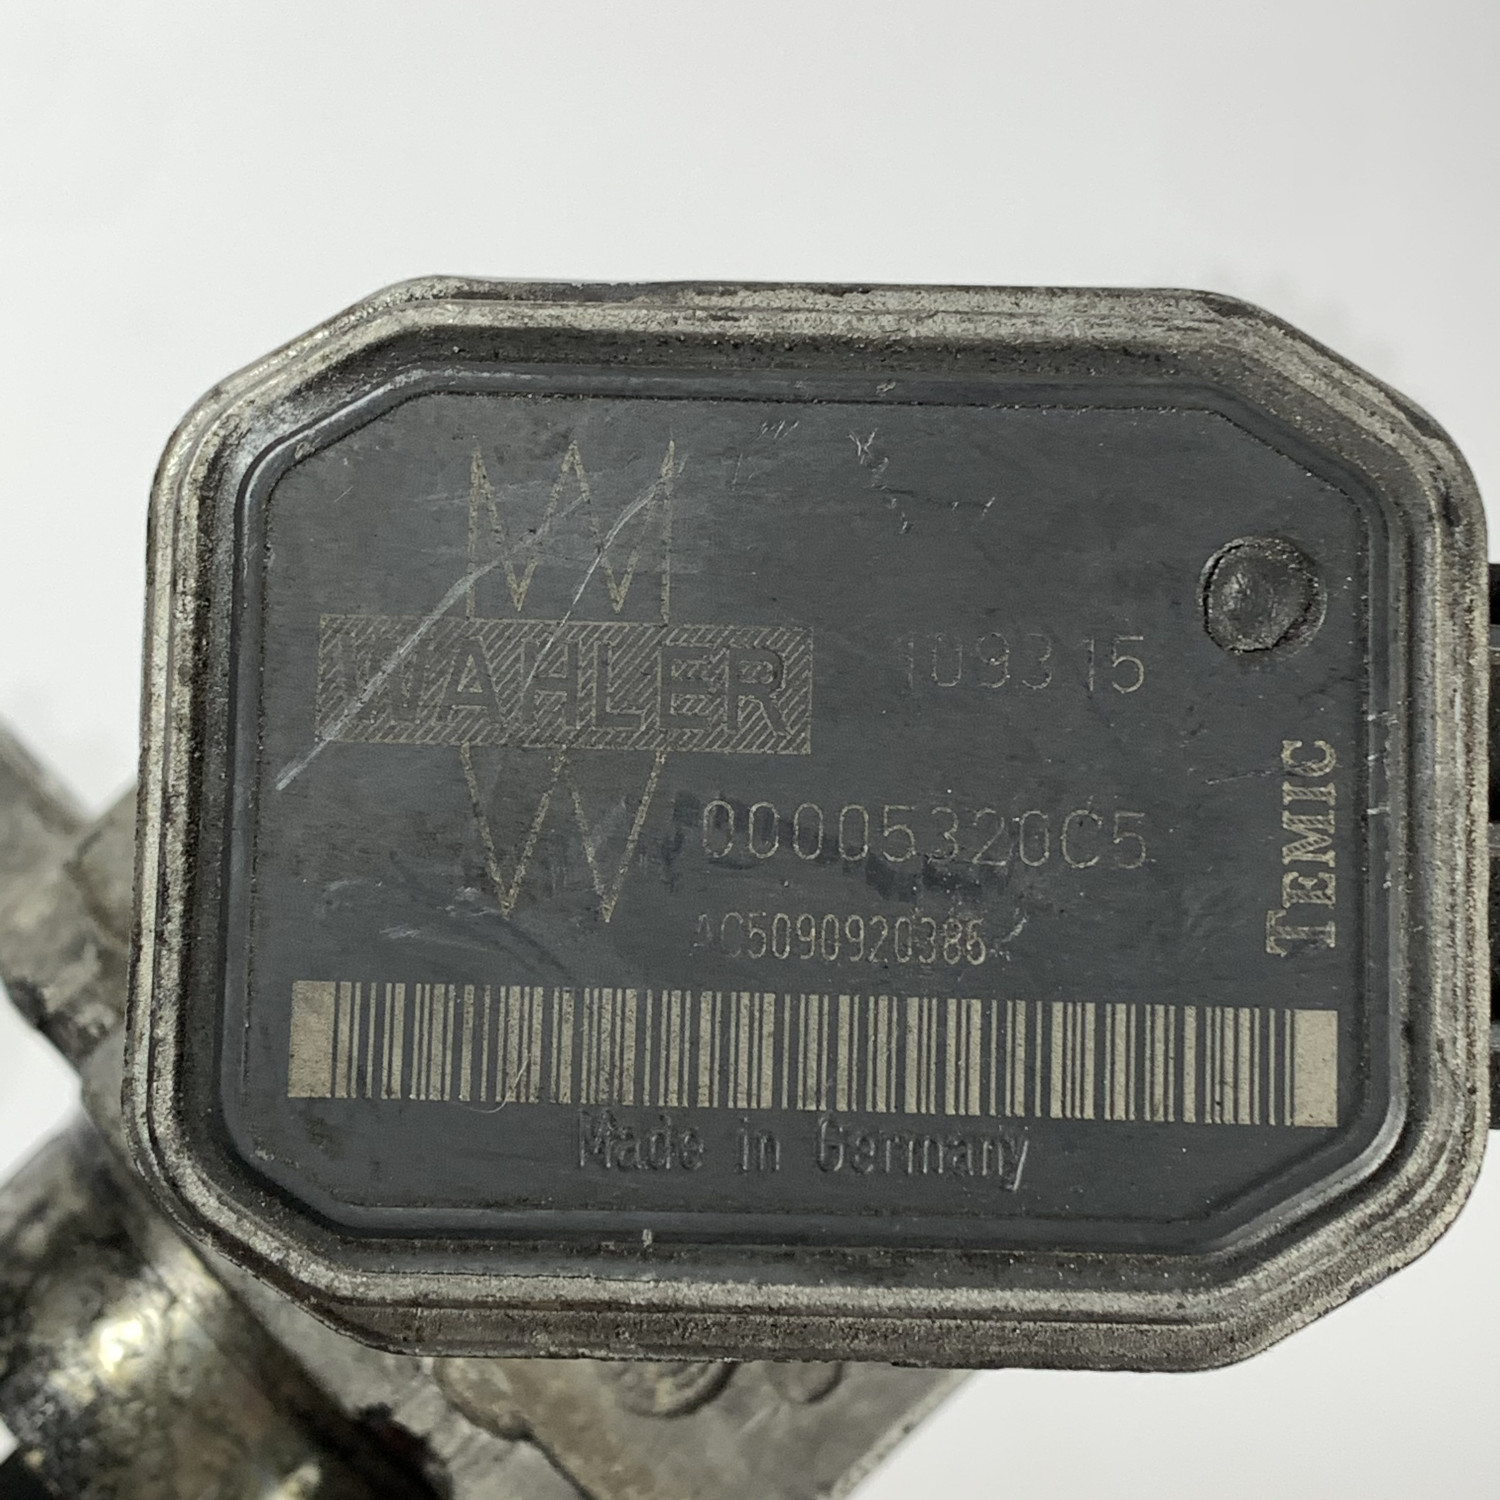 WAHLER
109315
00005320C5
AC5090920386
TEMIC
Made in Germany